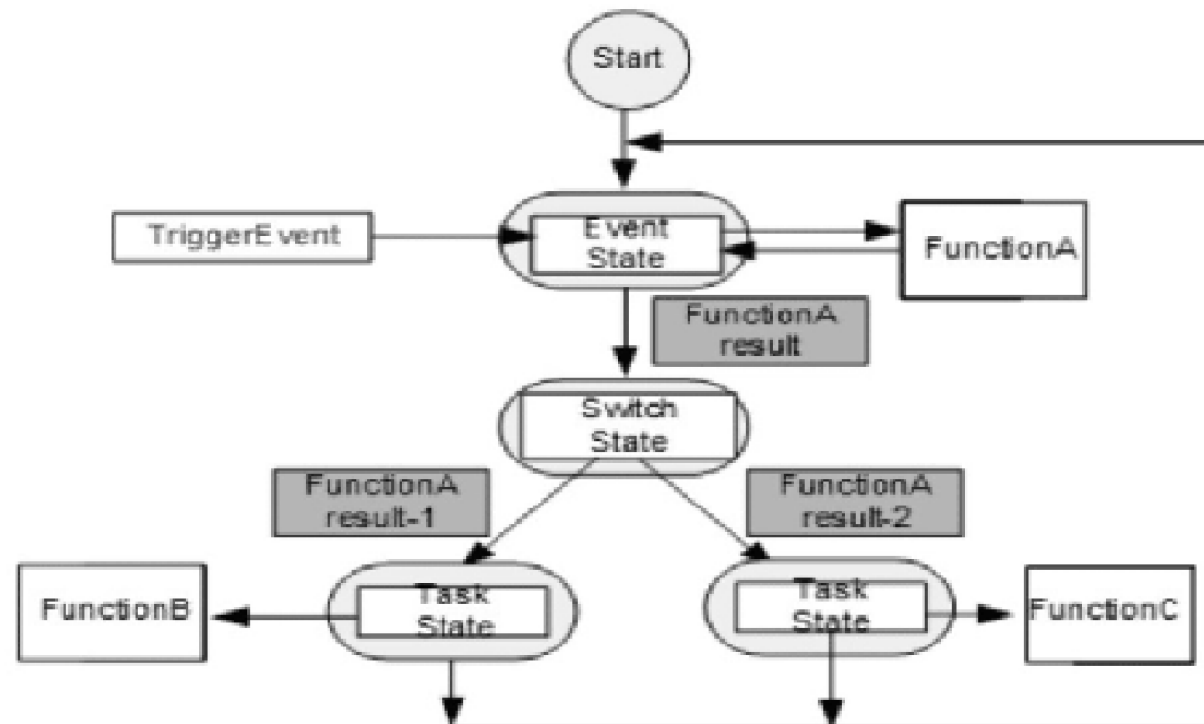 Start
TriggerEvent
Event
State
FunctionA
FunctionA
result
Switch
State
FunctionA
result-1
FunctionA
result-2
FunctionB
Task
State
Task
State
FunctionC